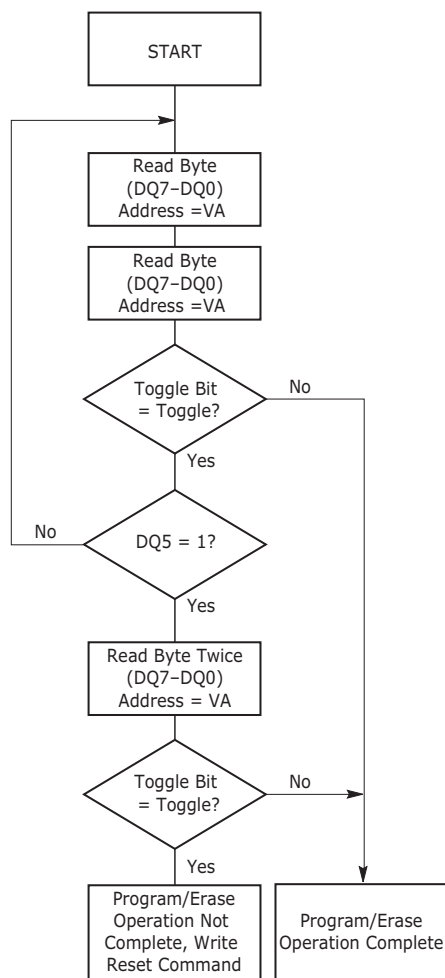 START
Read Byte
(DQ7–DQ0)
Address =VA
Read Byte
(DQ7–DQ0)
Address =VA
Toggle Bit
= Toggle?
No
Yes
No
DQ5 = 1?
Yes
Read Byte Twice
(DQ7–DQ0)
Address = VA
Toggle Bit
= Toggle?
No
Yes
Program/Erase
Operation Not
Complete, Write
Reset Command
Program/Erase
Operation Complete